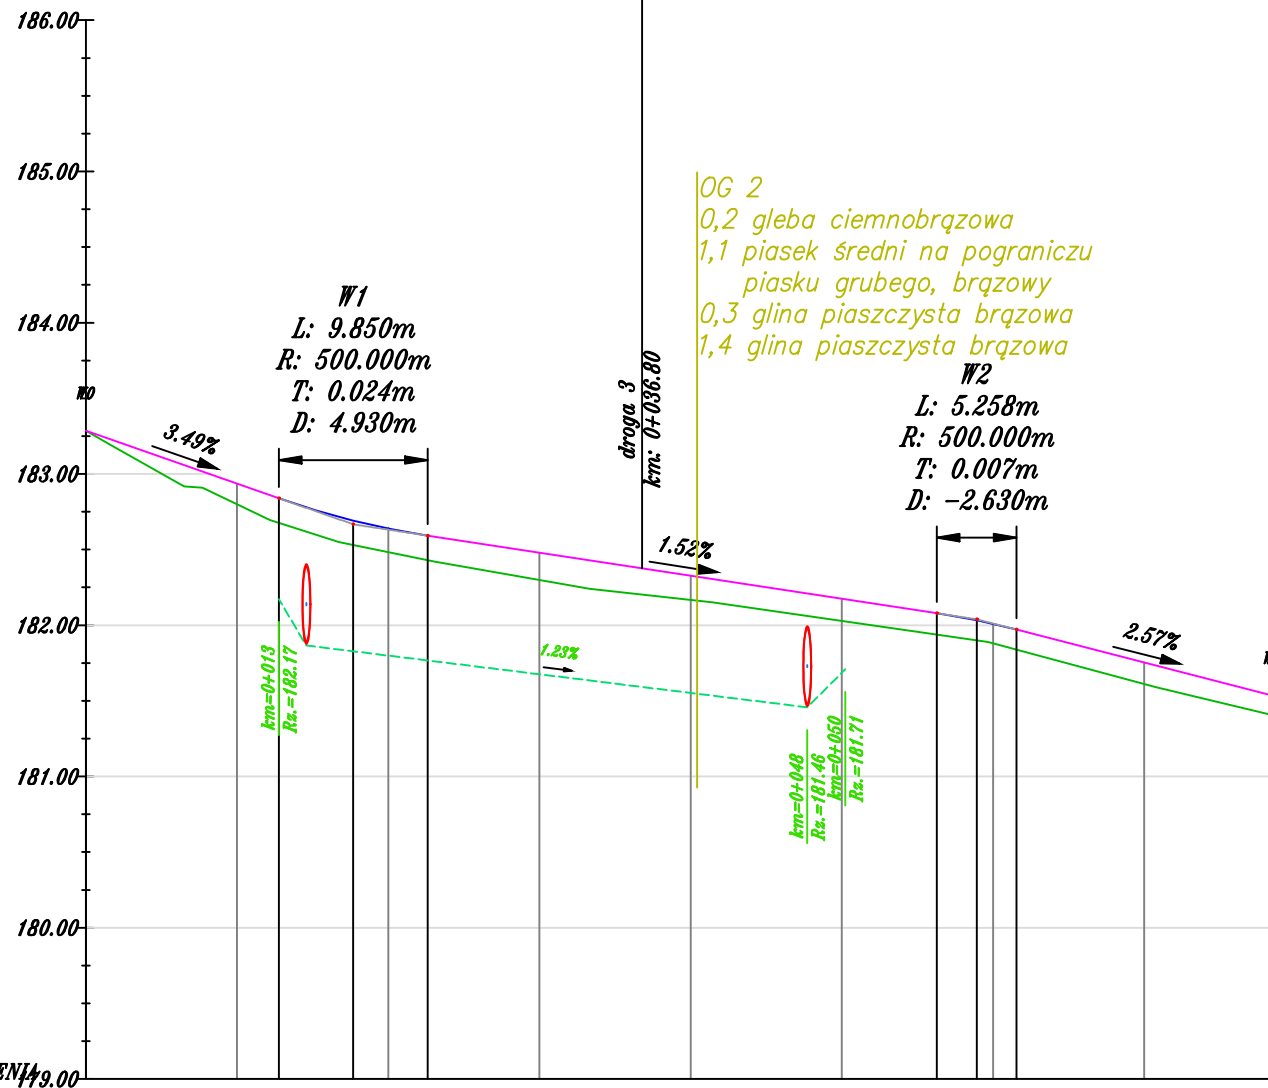 186.00
185.00
184.00
183.00
182.00
181.00
180.00
179.00
W0
3.49%
W1
L: 9.850m
R: 500.000m
T: 0.024m
D: 4.930m
droga 3
km: 0+036.80
OG 2
0,2 gleba ciemnobrązowa
1,1 piasek średni na pograniczu
piasku grubego, brązowy
0,3 glina piaszczysta brązowa
1,4 glina piaszczysta brązowa
W2
L: 5.258m
R: 500.000m
T: 0.007m
D: -2.630m
1.52%
2.57%
1.23%
km=0+013
Rz.=182.17
km=0+048
Rz.=181.46
km=0+050
Rz.=181.71
ENIA